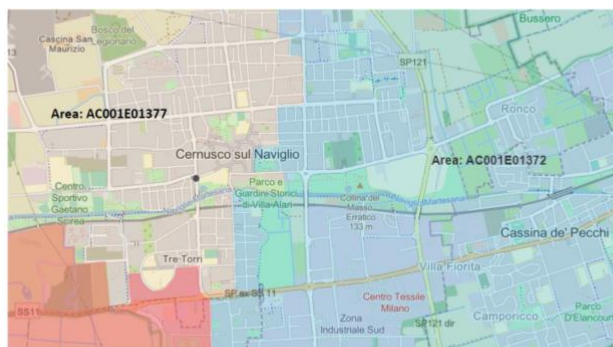 Bussero
Bosco del
Legionario
Cascina San
Maurizio
13
SP121
Area: AC001E01377
Ronco
Cernusco sul Naviglio
Area: AC001E01372
Centro
Sportivo
Gaetano
Scirea
Parco e
Giardini Storici
di Villa Alari
Collina del
Masso
Erratico
133 m
Cassina de' Pecchi
Tre Torri
Villa Fiorita
SP ex SS 11
SS11
Centro Tessile
Milano
Zona
Industriale Sud
SP121 dir
Camporicco
Parco
D'Elancourt